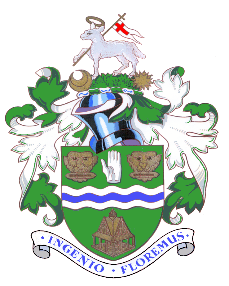 · INGENIO · FLOREMUS ·